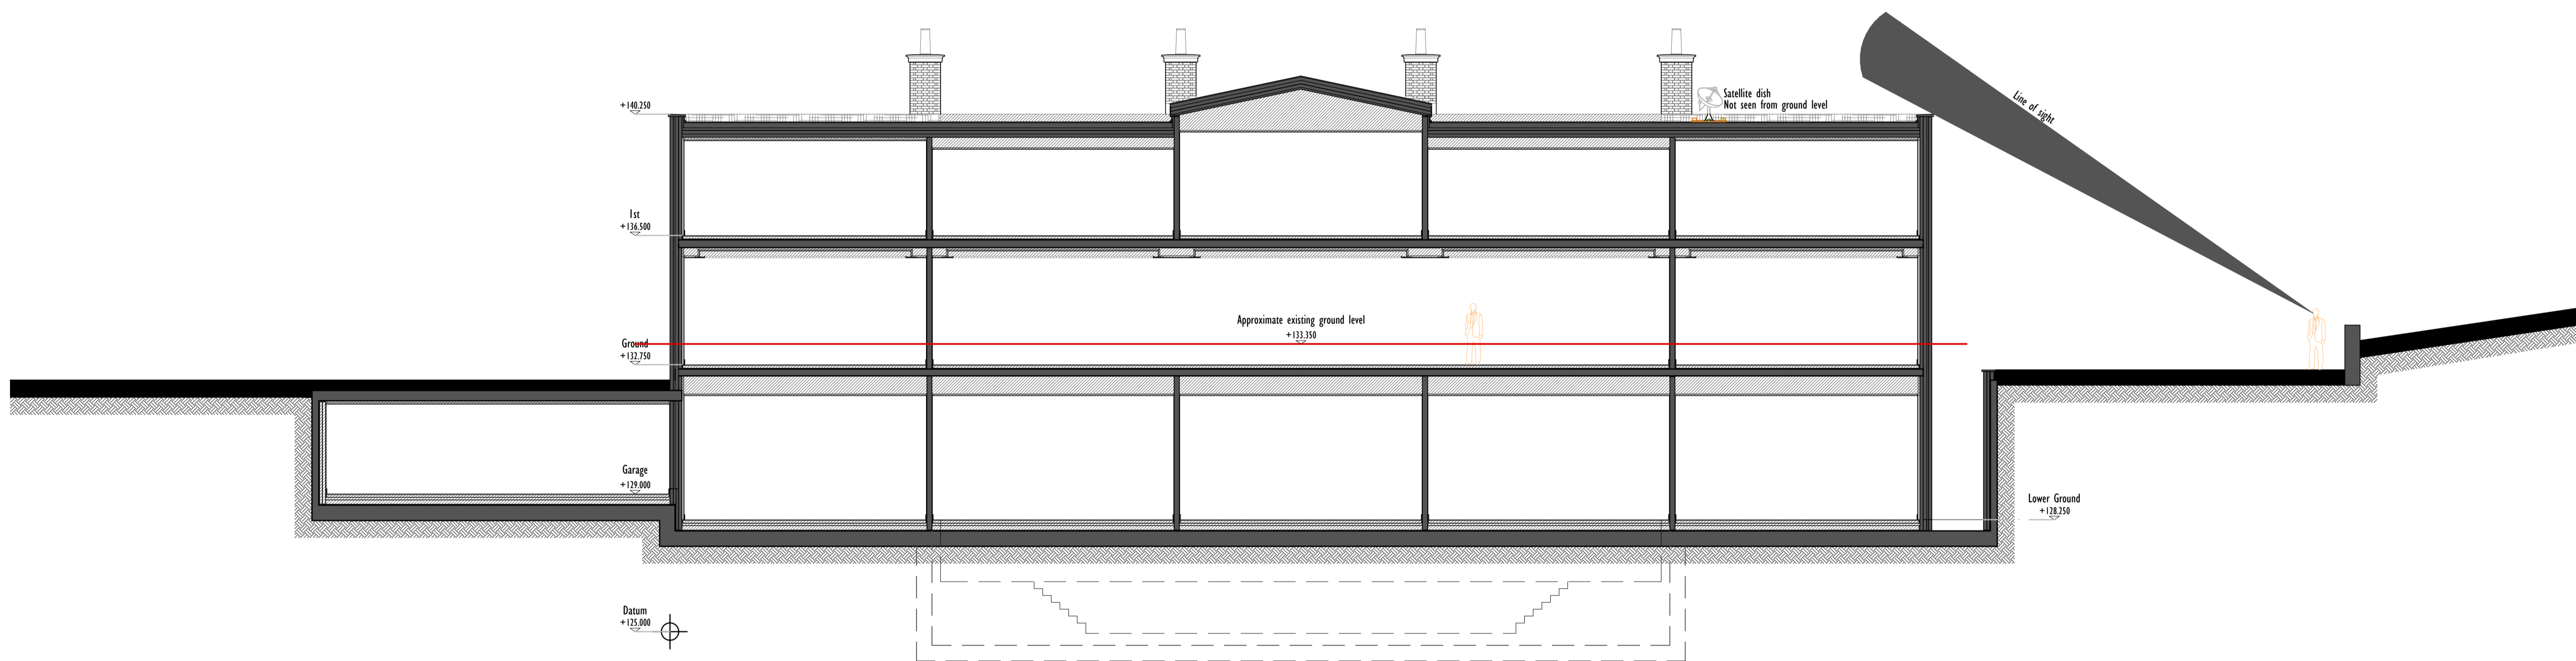 +140.250
Satellite dish
Not seen from ground level
Line of sight
1st
+136.500
Approximate existing ground level
+133.350
Ground
+132.750
Garage
+129.000
Lower Ground
+128.250
Datum
+125.000